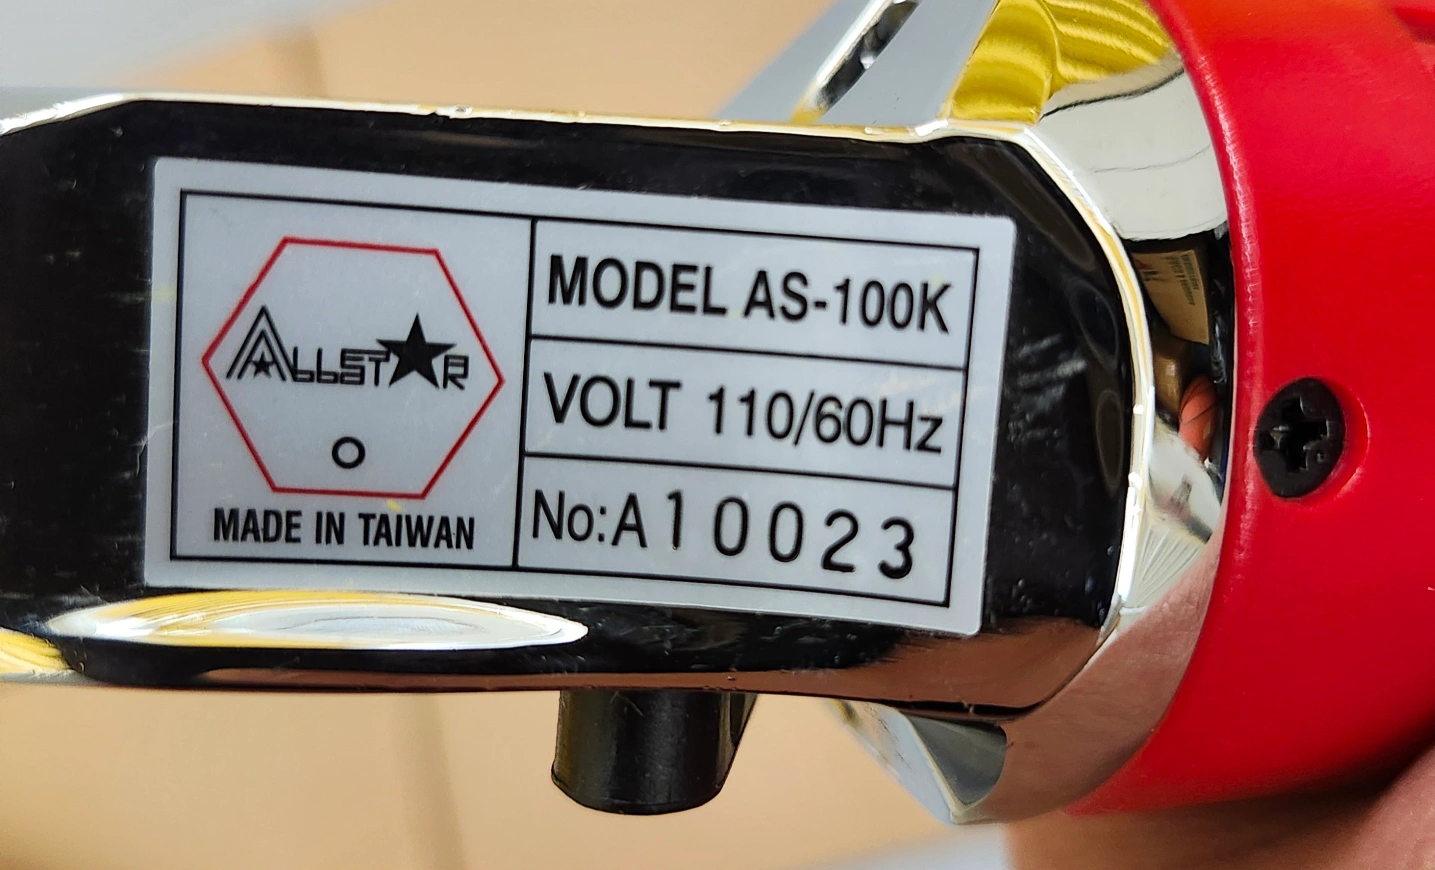 ALLSTAR
MADE IN TAIWAN
MODEL AS-100K
VOLT 110/60Hz
No:A10023